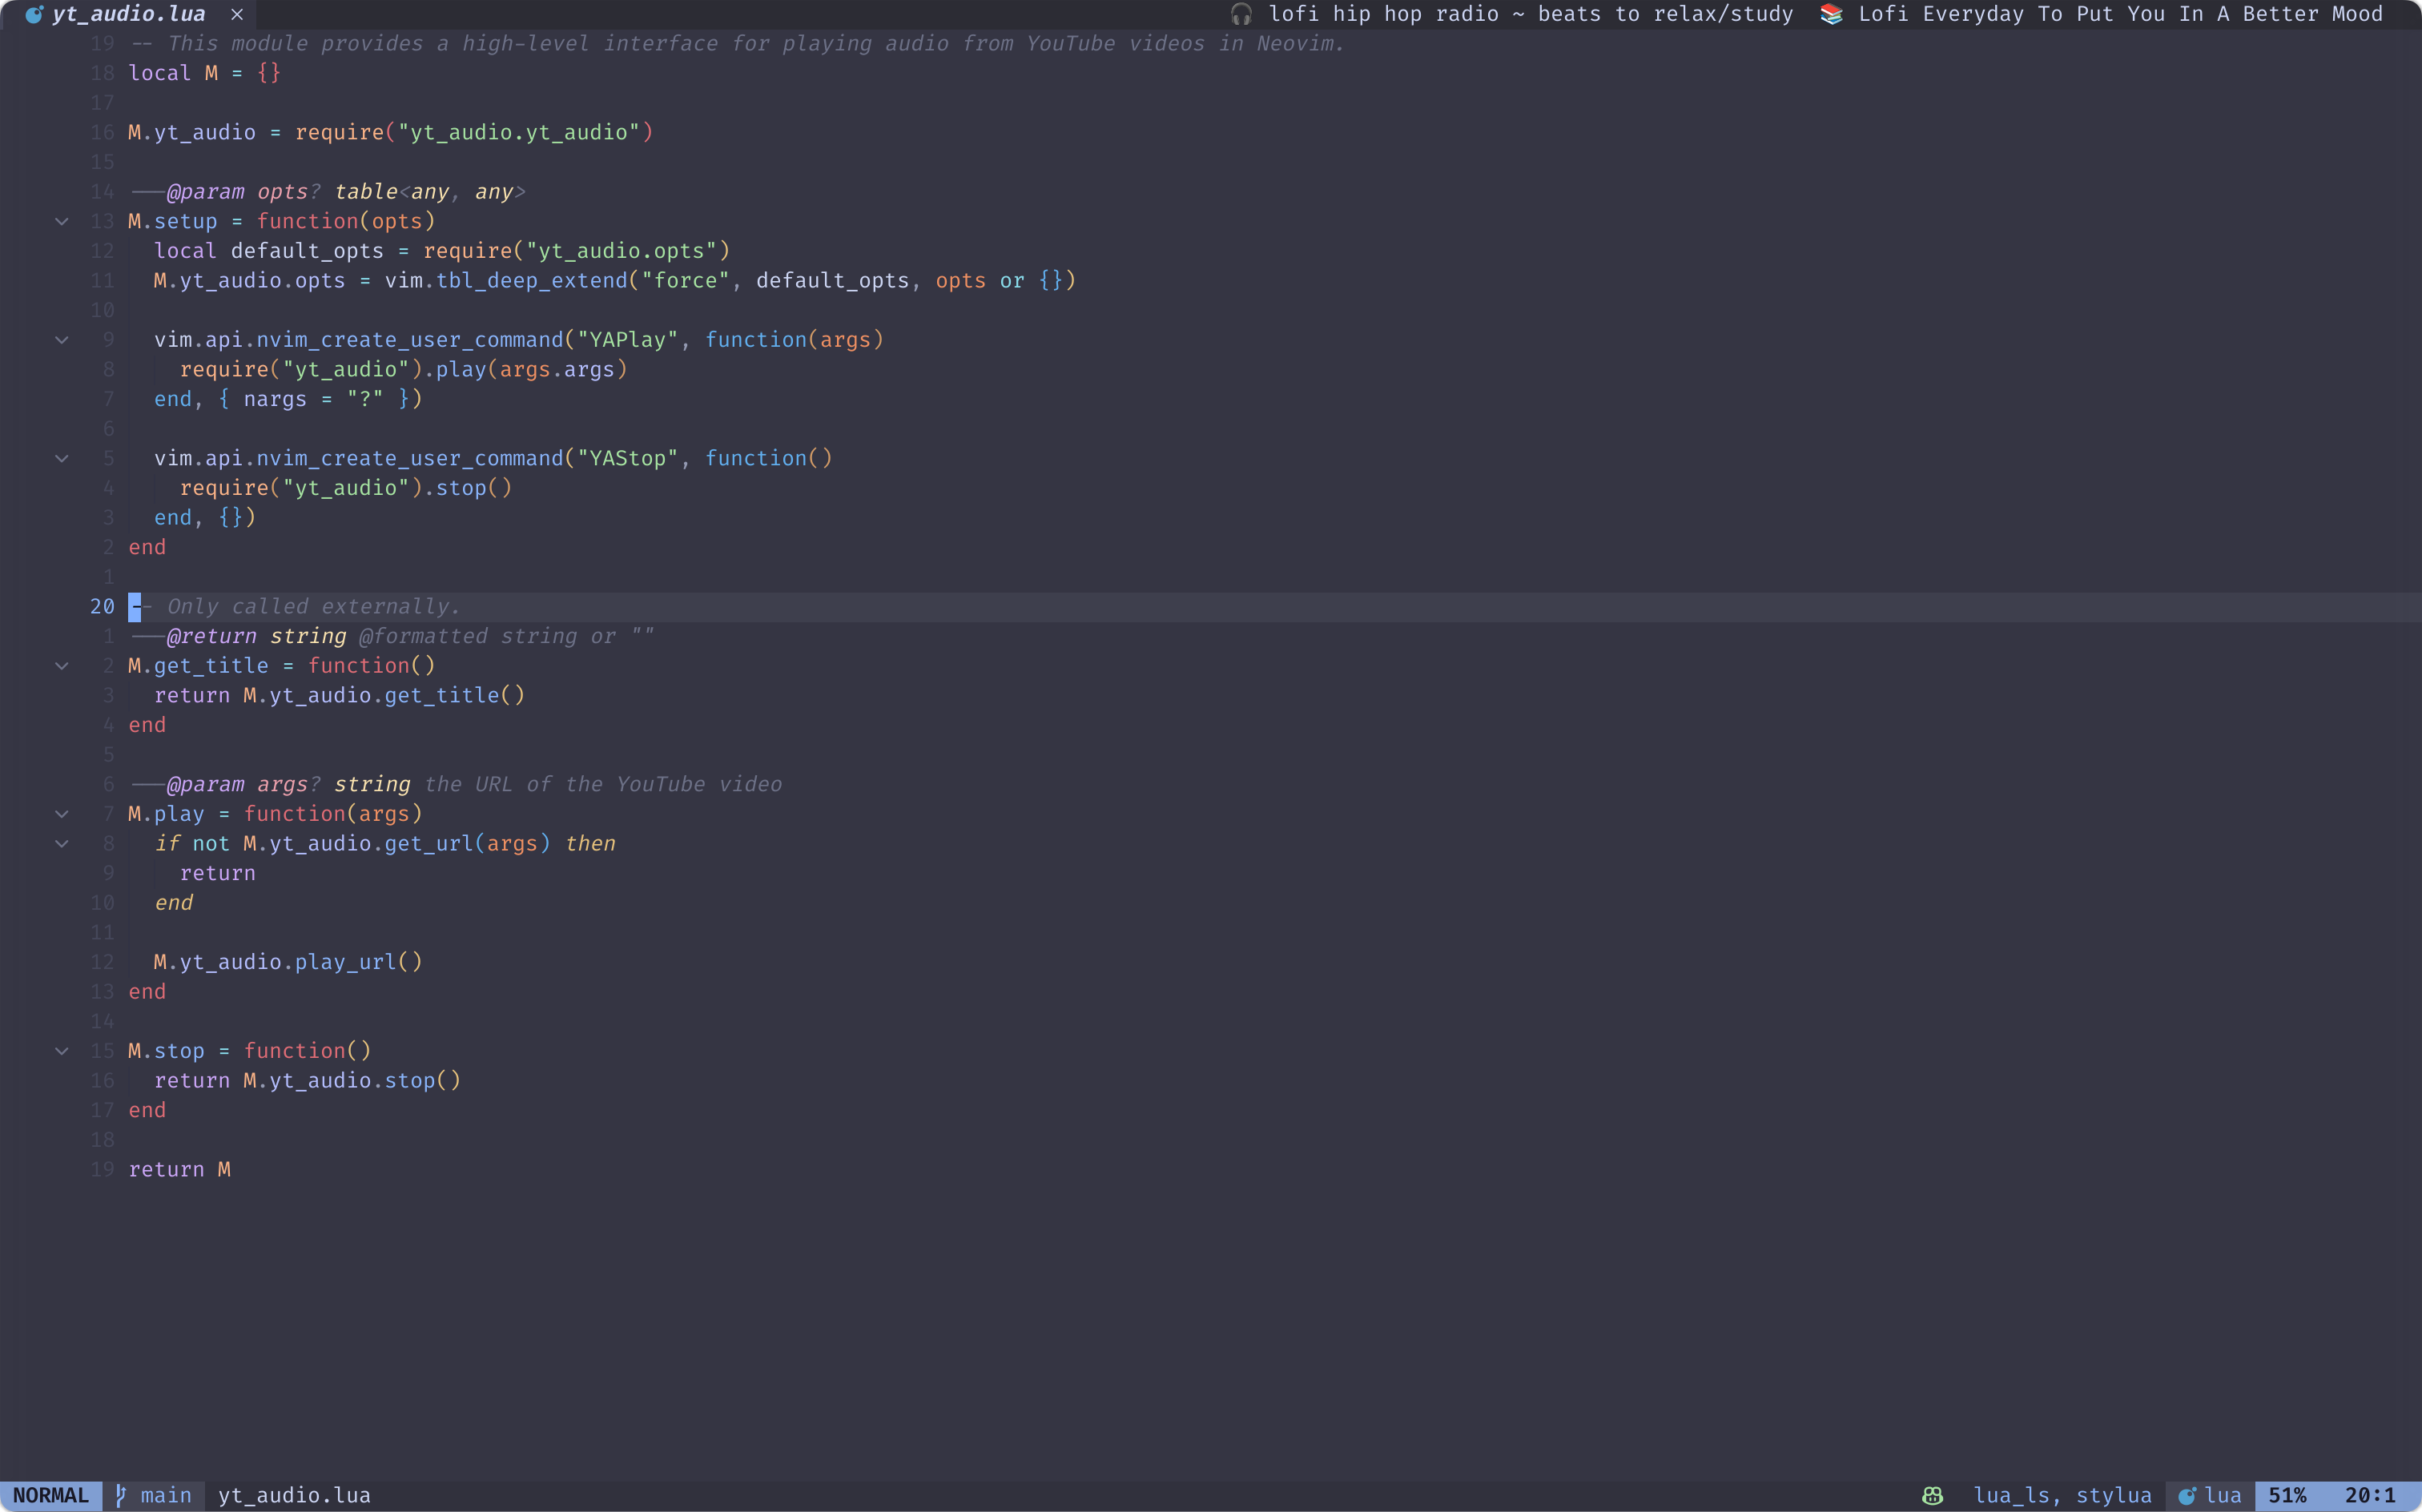 yt_audio.lua × 🎧 lofi hip hop radio ~ beats to relax/study 📚 Lofi Everyday To Put You In A Better Mood
19 -- This module provides a high-level interface for playing audio from YouTube videos in Neovim.
18 local M = {}
17
16 M.yt_audio = require("yt_audio.yt_audio")
15
14 ---@param opts? table<any, any>
13 M.setup = function(opts)
12   local default_opts = require("yt_audio.opts")
11   M.yt_audio.opts = vim.tbl_deep_extend("force", default_opts, opts or {})
10
9   vim.api.nvim_create_user_command("YAPlay", function(args)
8     require("yt_audio").play(args.args)
7   end, { nargs = "?" })
6
5   vim.api.nvim_create_user_command("YAStop", function()
4     require("yt_audio").stop()
3   end, {})
2 end
1
20 -- Only called externally.
1 ---@return string @formatted string or ""
2 M.get_title = function()
3   return M.yt_audio.get_title()
4 end
5
6 ---@param args? string the URL of the YouTube video
7 M.play = function(args)
8   if not M.yt_audio.get_url(args) then
9     return
10   end
11
12   M.yt_audio.play_url()
13 end
14
15 M.stop = function()
16   return M.yt_audio.stop()
17 end
18
19 return M
NORMAL main yt_audio.lua lua_ls, stylua lua 51% 20:1